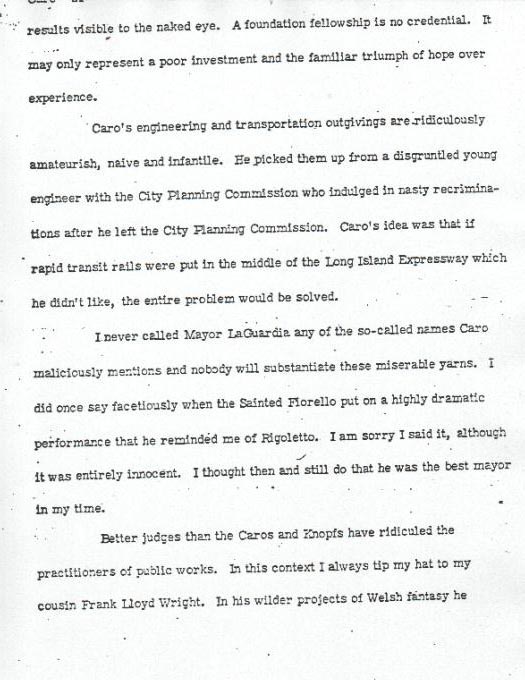 results visible to the naked eye. A foundation fellowship is no credential. It
may only represent a poor investment and the familiar triumph of hope over
experience.
Caro's engineering and transportation outgivings are ridiculously
amateurish, naive and infantile. He picked them up from a disgruntled young
engineer with the City Planning Commission who indulged in nasty recrimina-
tions after he left the City Planning Commission. Caro's idea was that if
rapid transit rails were put in the middle of the Long Island Expressway which
he didn't like, the entire problem would be solved.
I never called Mayor LaGuardia any of the so-called names Caro
maliciously mentions and nobody will substantiate these miserable yarns. I
did once say facetiously when the Sainted Fiorello put on a highly dramatic
performance that he reminded me of Rigoletto. I am sorry I said it, although
it was entirely innocent. I thought then and still do that he was the best mayor
in my time.
Better judges than the Caros and Knopfs have ridiculed the
practitioners of public works. In this context I always tip my hat to my
cousin Frank Lloyd Wright. In his wilder projects of Welsh fantasy he